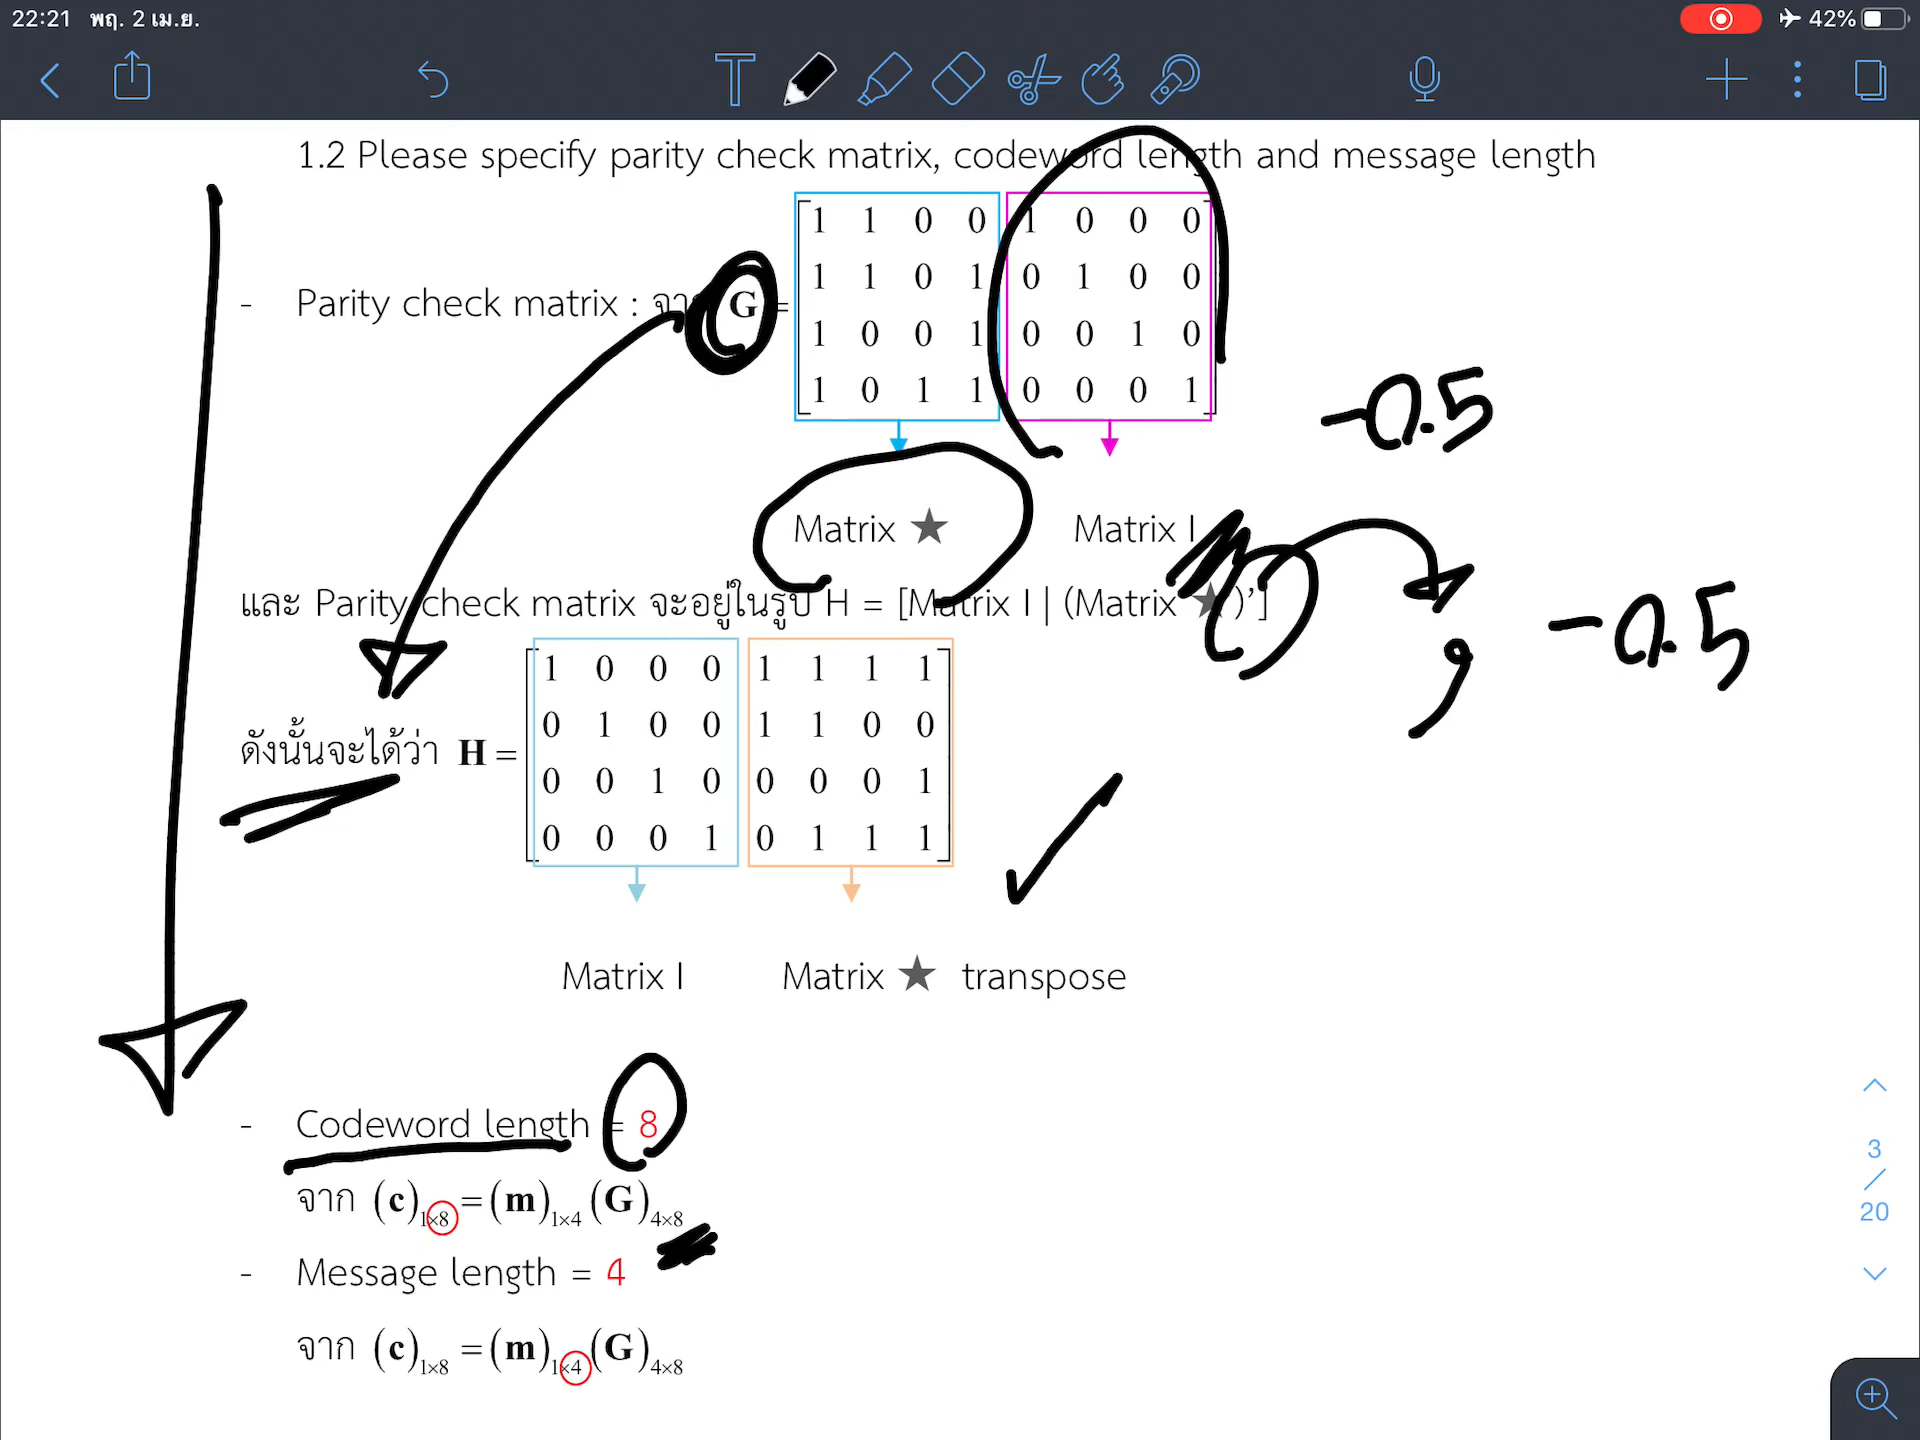 22:21 พฤ. 2 เม.ย.
42%
1.2 Please specify parity check matrix, codeword length and message length
- Parity check matrix : G =
1 1 0 0 1 0 0 0
1 1 0 1 0 1 0 0
1 0 0 1 0 0 1 0
1 0 1 1 0 0 0 1
-0.5
Matrix ★ Matrix I
และ Parity check matrix จะอยู่ในรูป H = [Matrix I | (Matrix ★)’]
, -0.5
ดังนั้นจะได้ว่า H =
1 0 0 0 1 1 1 1
0 1 0 0 1 1 0 0
0 0 1 0 0 0 0 1
0 0 0 1 0 1 1 1
Matrix I Matrix ★ transpose
- Codeword length = 8
จาก (c)1×8 = (m)1×4 (G)4×8
- Message length = 4
จาก (c)1×8 = (m)1×4 (G)4×8
3
/
20